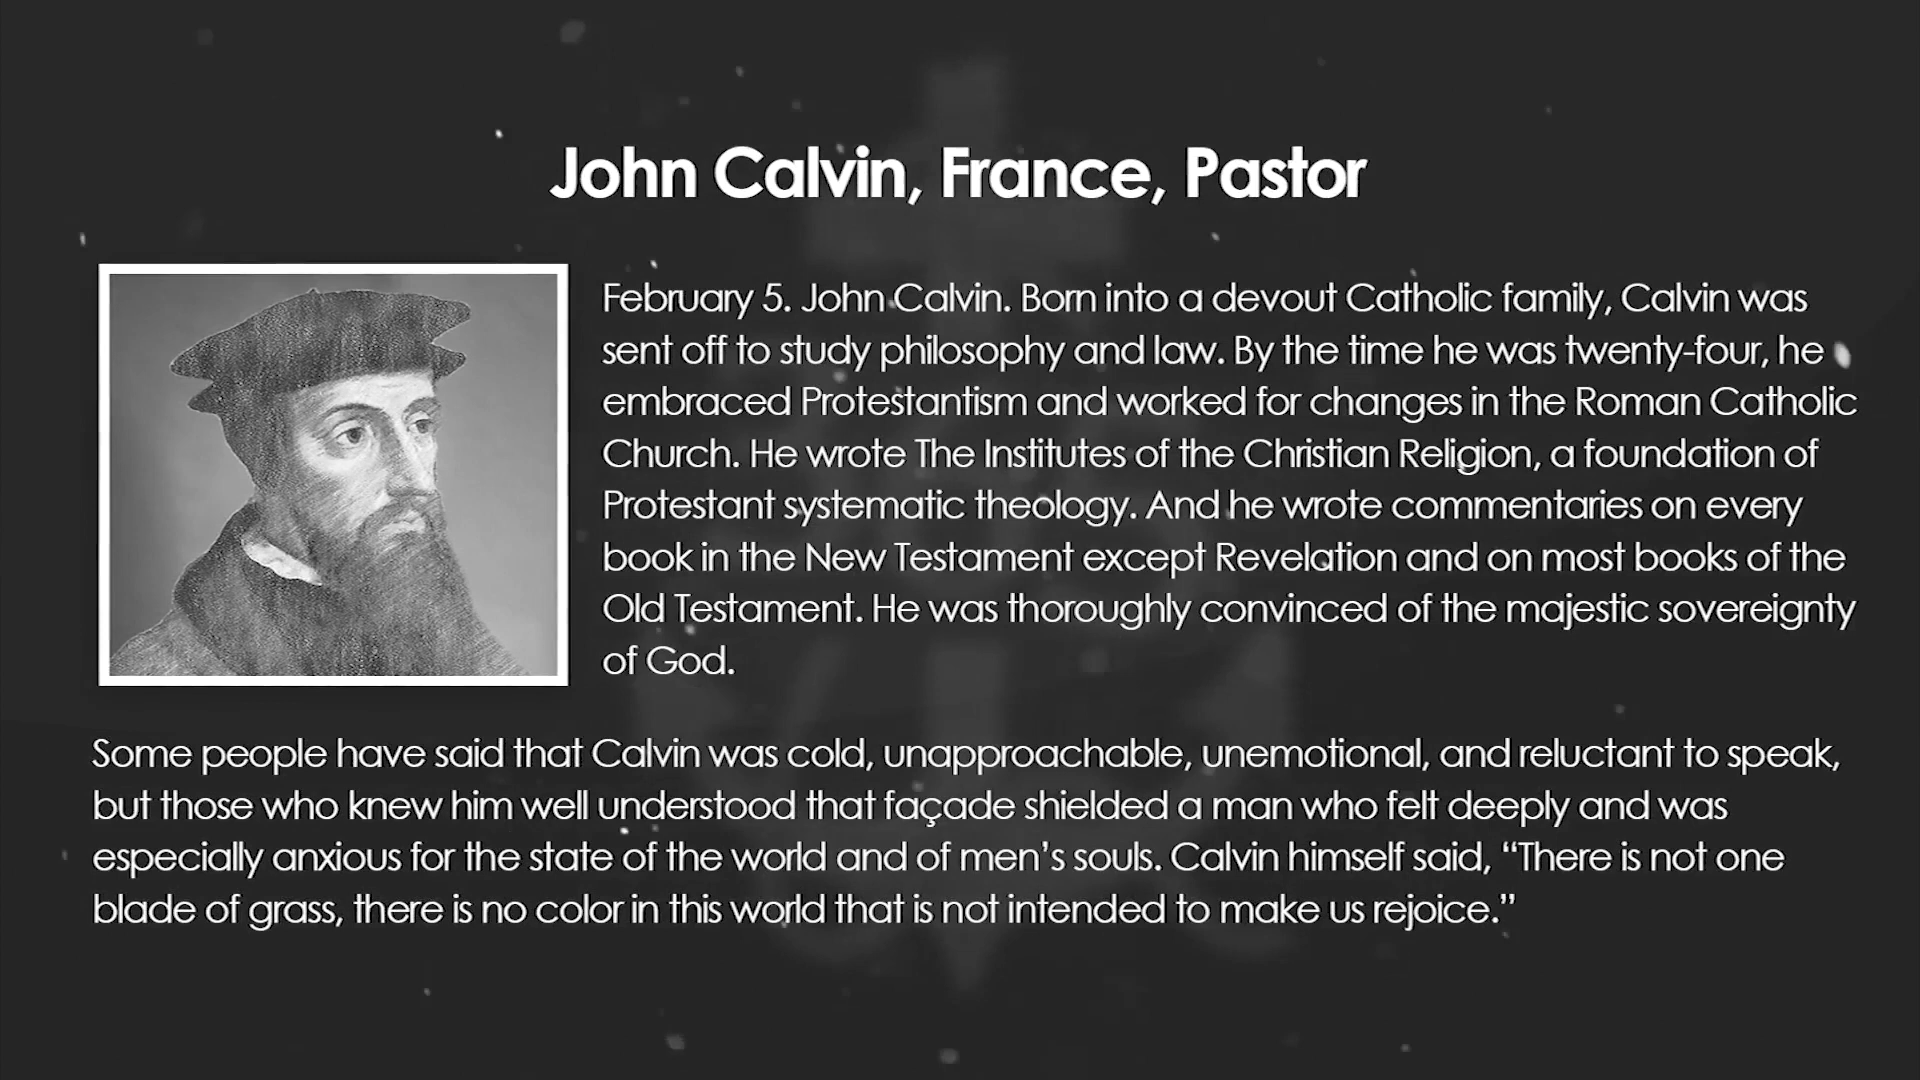 John Calvin, France, Pastor
February 5. John Calvin. Born into a devout Catholic family, Calvin was
sent off to study philosophy and law. By the time he was twenty-four, he
embraced Protestantism and worked for changes in the Roman Catholic
Church. He wrote The Institutes of the Christian Religion, a foundation of
Protestant systematic theology. And he wrote commentaries on every
book in the New Testament except Revelation and on most books of the
Old Testament. He was thoroughly convinced of the majestic sovereignty
of God.
Some people have said that Calvin was cold, unapproachable, unemotional, and reluctant to speak,
but those who knew him well understood that façade shielded a man who felt deeply and was
especially anxious for the state of the world and of men’s souls. Calvin himself said, “There is not one
blade of grass, there is no color in this world that is not intended to make us rejoice.”